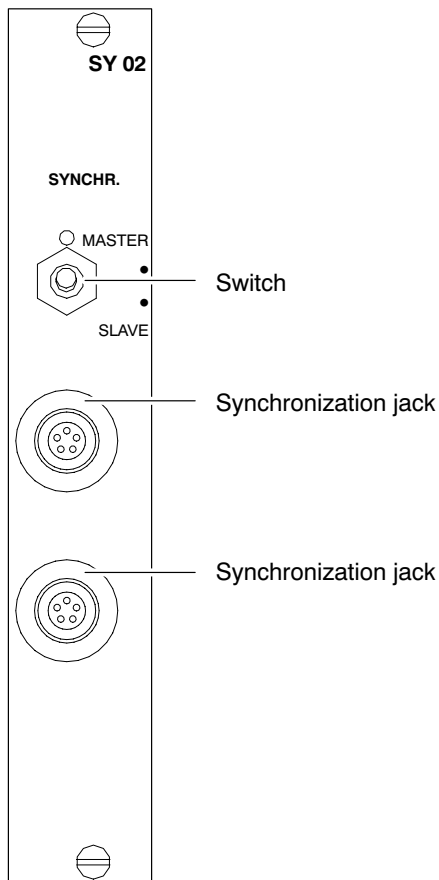 SY 02
SYNCHR.
MASTER
Switch
SLAVE
Synchronization jack
Synchronization jack